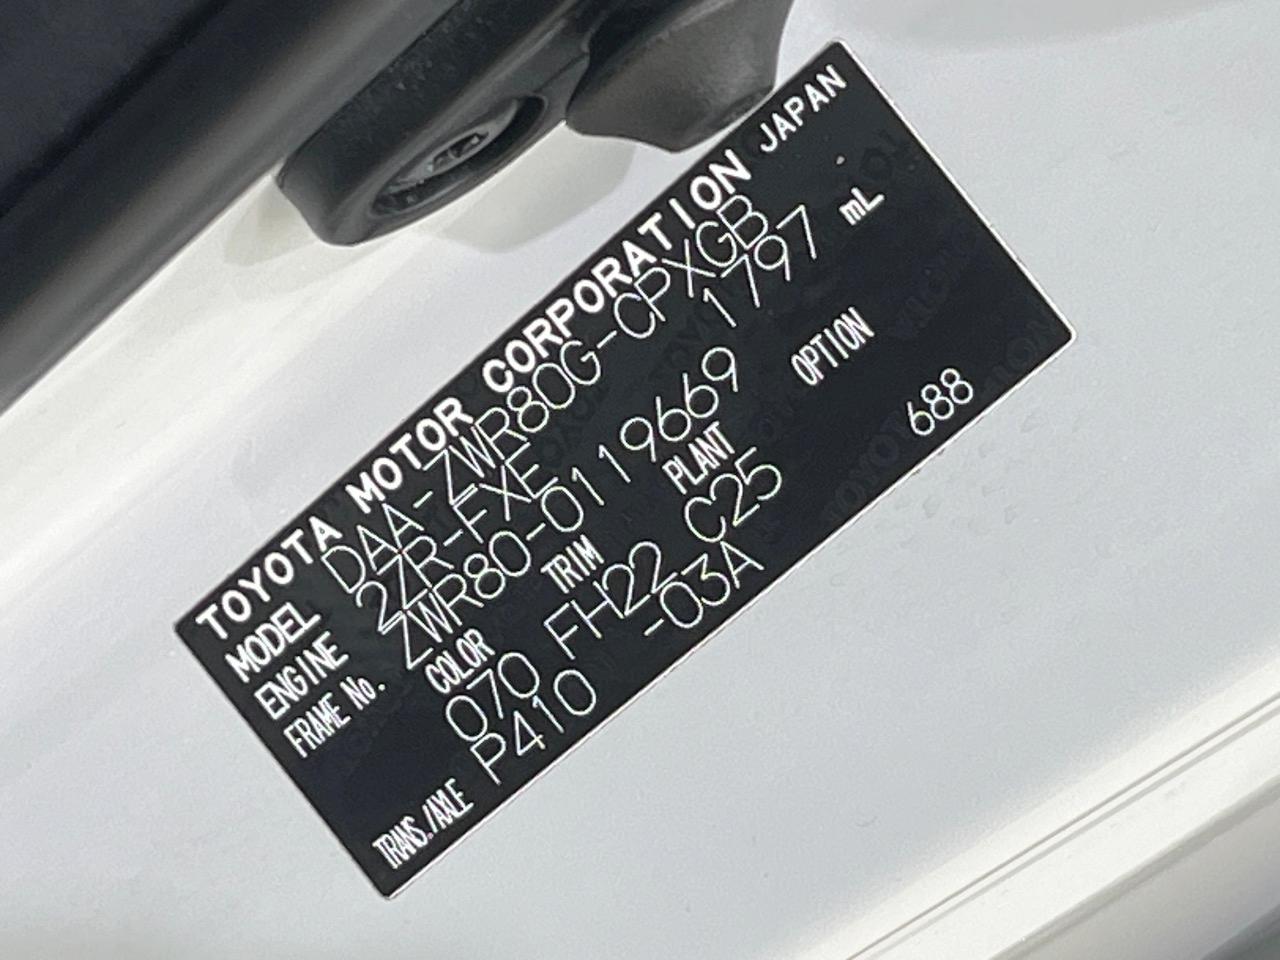 TOYOTA MOTOR CORPORATION JAPAN
MODEL DAA-ZWR80G-CPXGB
ENGINE 2ZR-FXE 1797 mL
FRAME No. ZWR80-0119669
COLOR TRIM PLANT OPTION
070 FH22 C25 688
TRANS./AXLE P410 -03A